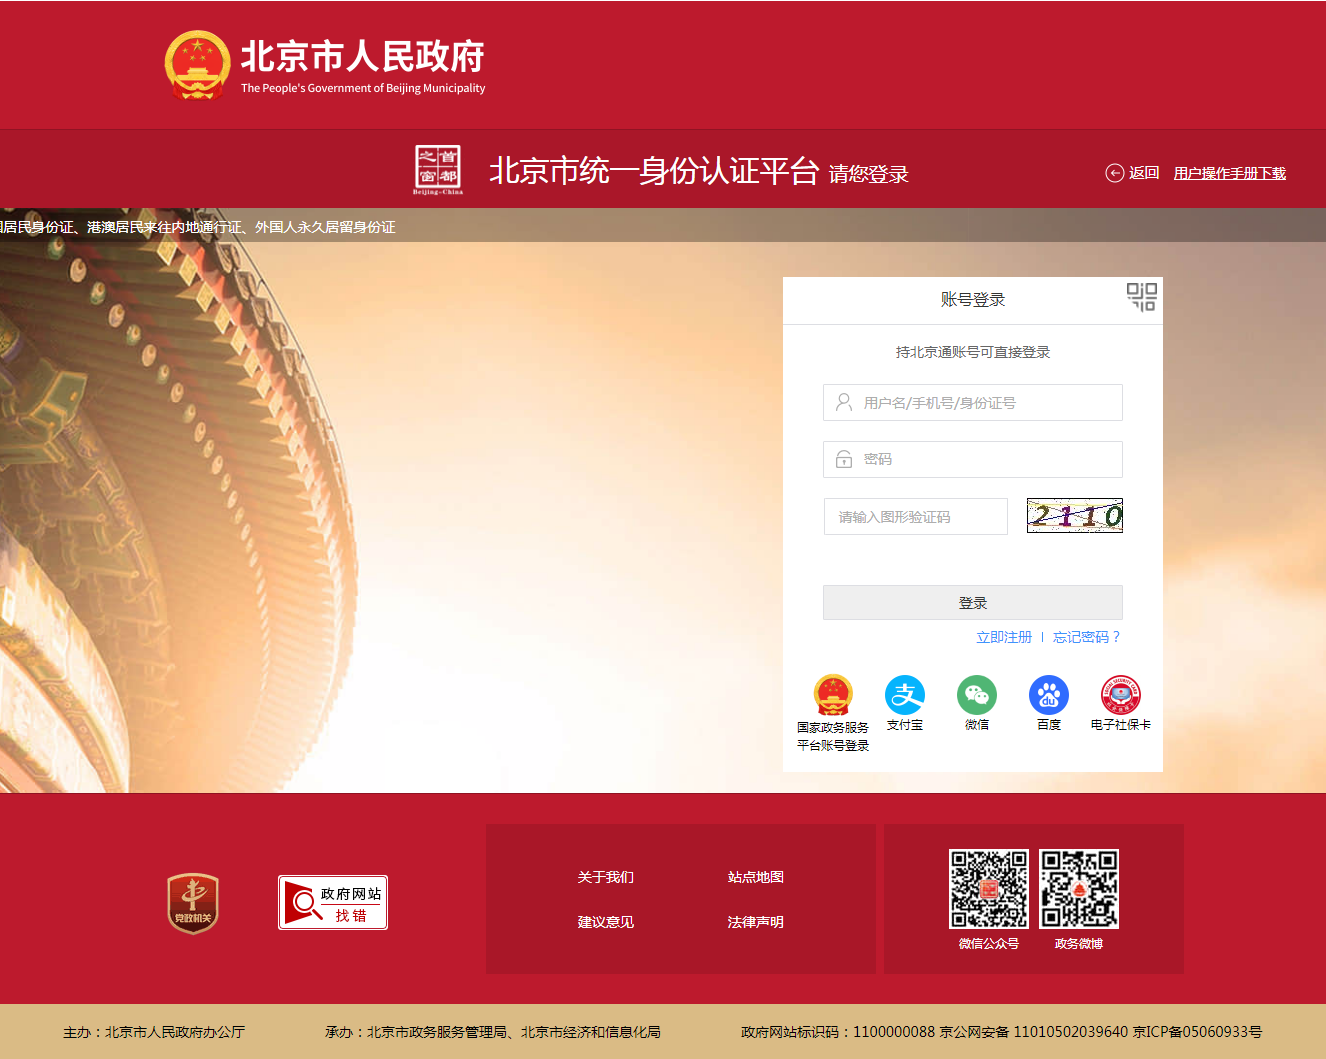 北京市人民政府
The People's Government of Beijing Municipality
首都之窗
Beijing-China
北京市统一身份认证平台 请您登录
返回 用户操作手册下载
居民身份证、港澳居民来往内地通行证、外国人永久居留身份证
账号登录
持北京通账号可直接登录
用户名/手机号/身份证号
密码
请输入图形验证码
2110
登录
立即注册 | 忘记密码？
国家政务服务
平台账号登录
支付宝
微信
百度
电子社保卡
党政机关
政府网站
找错
关于我们 站点地图
建议意见 法律声明
微信公众号 政务微博
主办：北京市人民政府办公厅 承办：北京市政务服务管理局、北京市经济和信息化局 政府网站标识码：1100000088 京公网安备 11010502039640 京ICP备05060933号